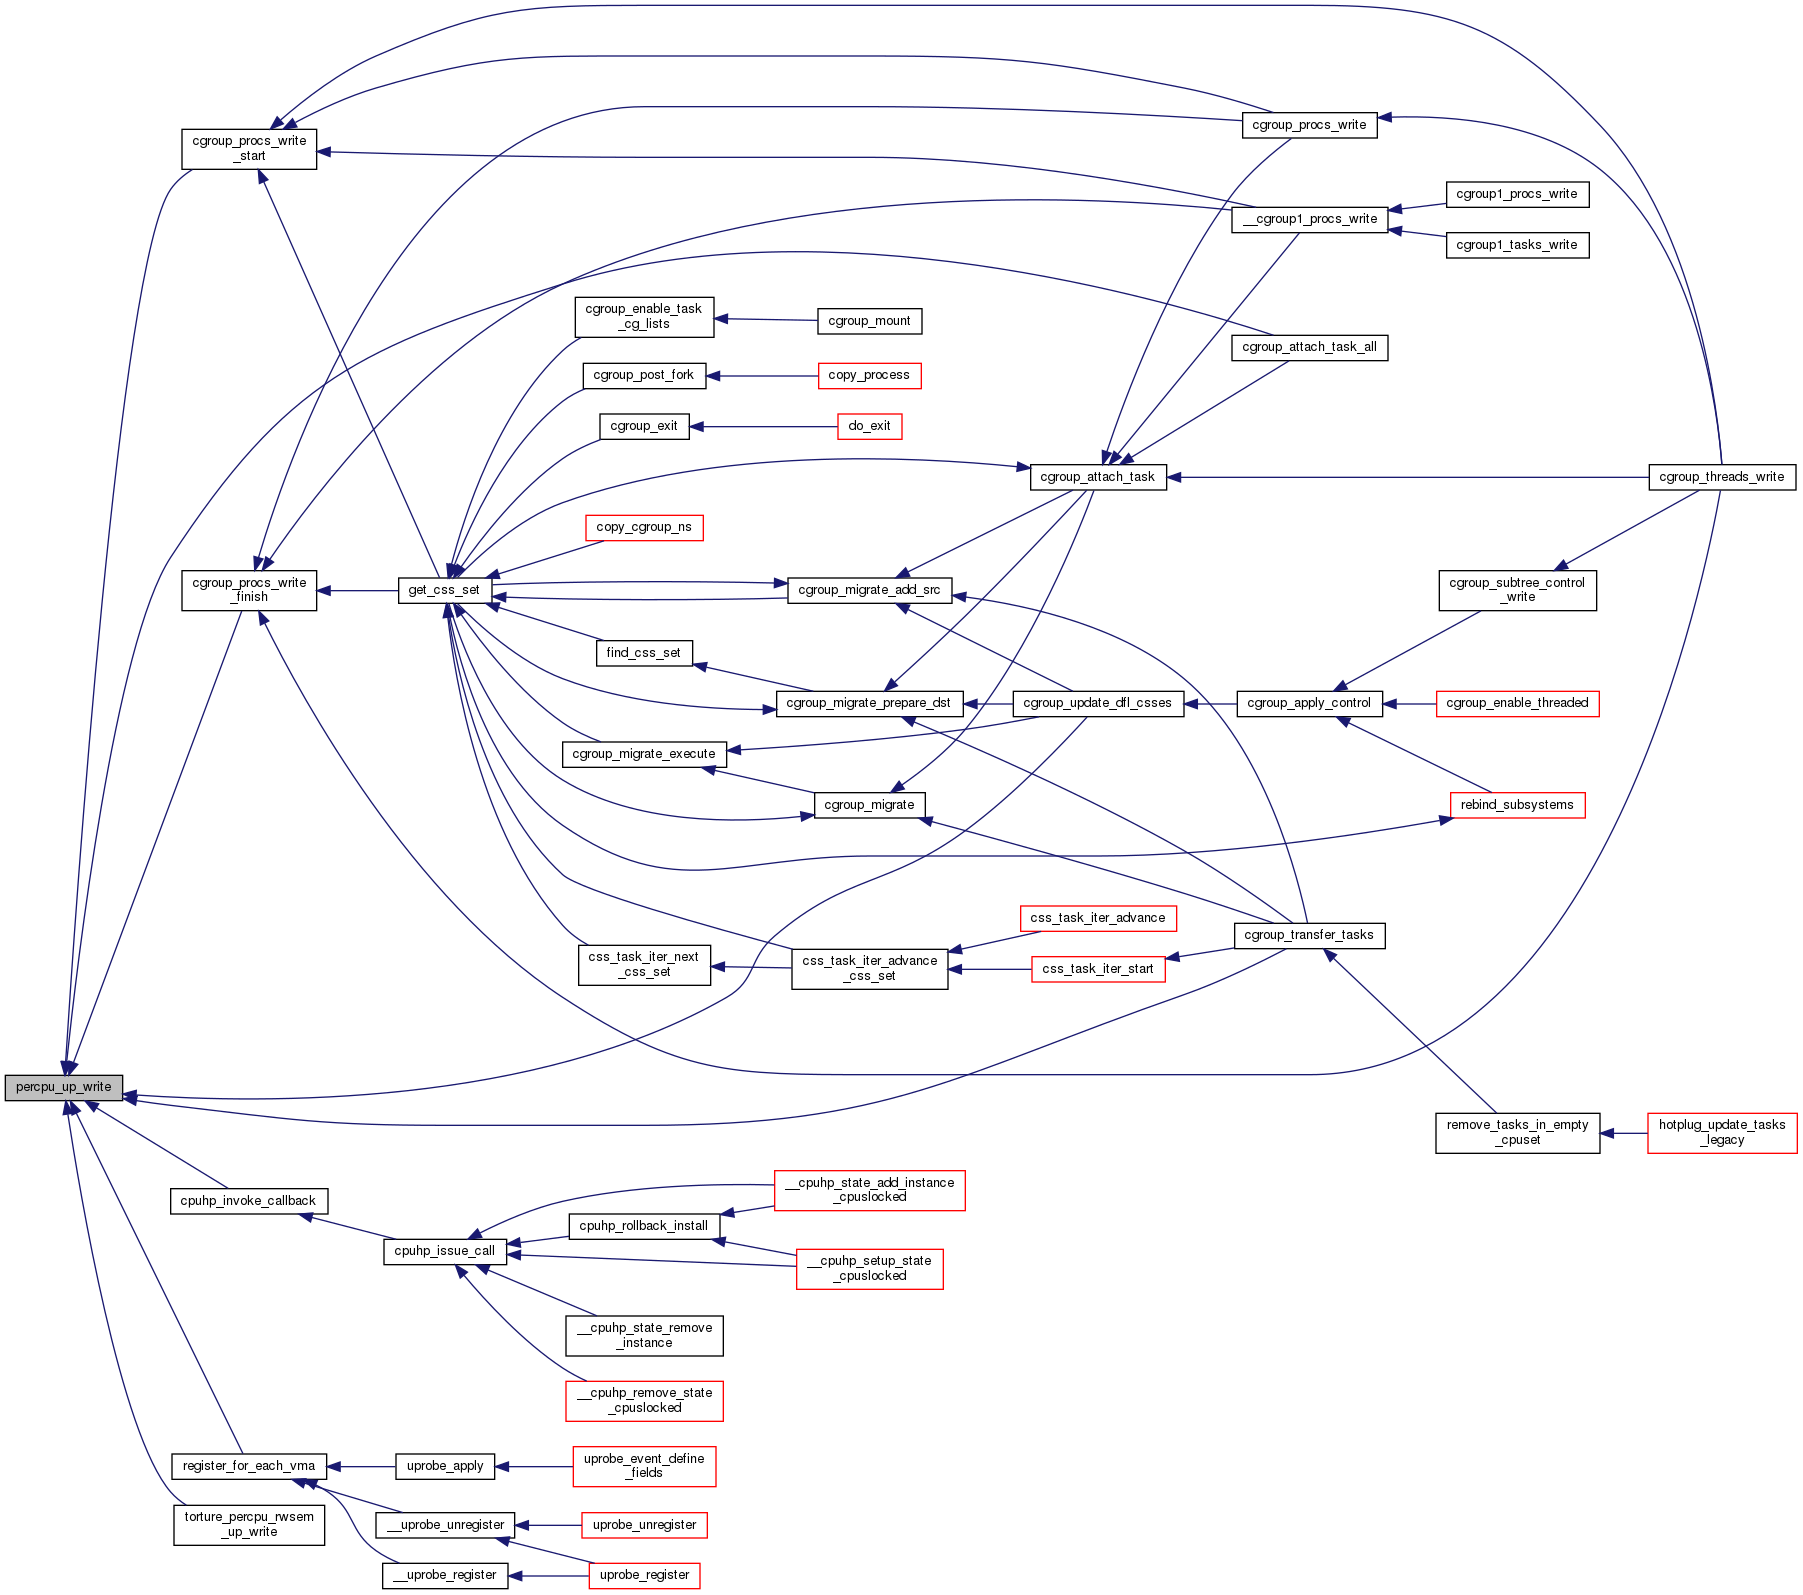 cgroup_procs_write
_start
cgroup_procs_write
cgroup1_procs_write
__cgroup1_procs_write
cgroup1_tasks_write
cgroup_enable_task
_cg_lists
cgroup_mount
cgroup_attach_task_all
cgroup_post_fork
copy_process
cgroup_exit
do_exit
cgroup_attach_task
cgroup_threads_write
copy_cgroup_ns
cgroup_procs_write
_finish
get_css_set
cgroup_migrate_add_src
cgroup_subtree_control
_write
find_css_set
cgroup_migrate_prepare_dst
cgroup_update_dfl_csses
cgroup_apply_control
cgroup_enable_threaded
cgroup_migrate_execute
cgroup_migrate
rebind_subsystems
css_task_iter_advance
cgroup_transfer_tasks
css_task_iter_next
_css_set
css_task_iter_advance
_css_set
css_task_iter_start
percpu_up_write
remove_tasks_in_empty
_cpuset
hotplug_update_tasks
_legacy
cpuhp_invoke_callback
__cpuhp_state_add_instance
_cpuslocked
cpuhp_rollback_install
cpuhp_issue_call
__cpuhp_setup_state
_cpuslocked
__cpuhp_state_remove
_instance
__cpuhp_remove_state
_cpuslocked
register_for_each_vma
uprobe_apply
uprobe_event_define
_fields
torture_percpu_rwsem
_up_write
__uprobe_unregister
uprobe_unregister
__uprobe_register
uprobe_register